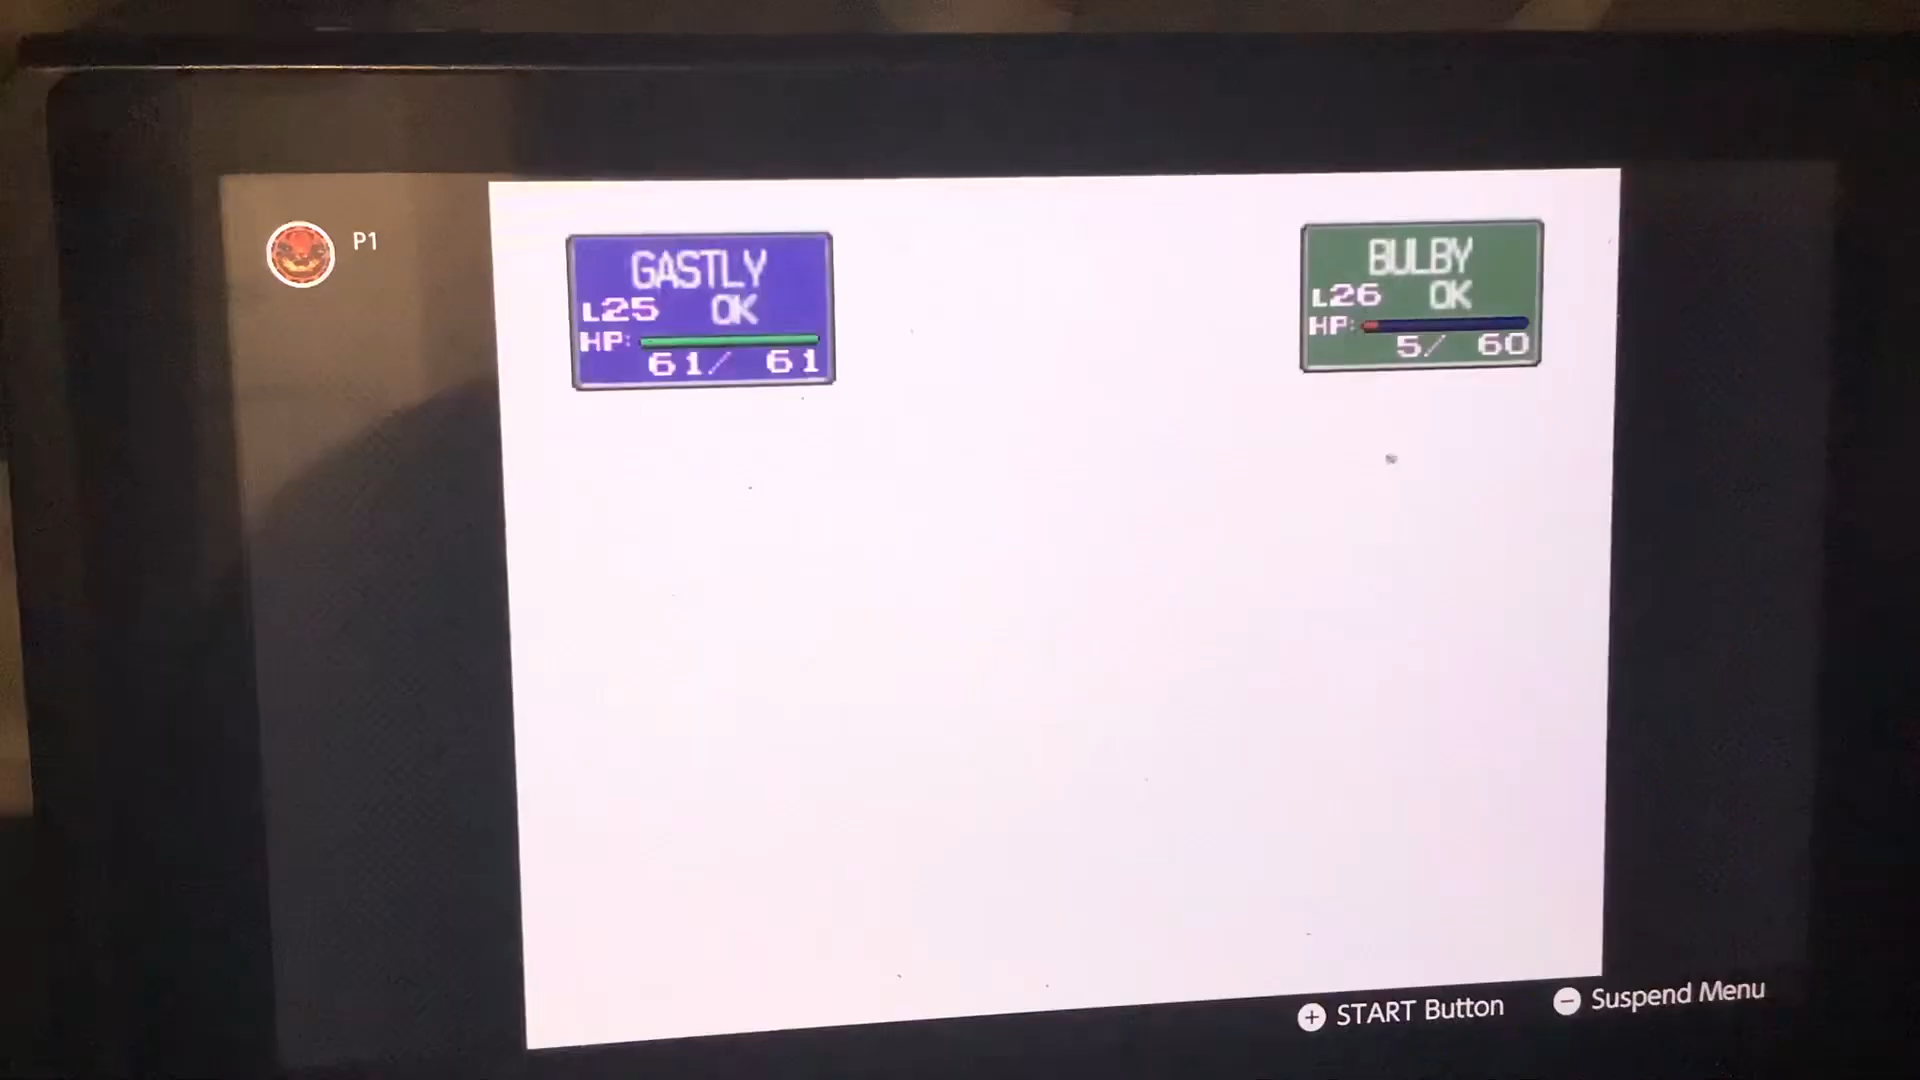 P1
GASTLY
L25 OK
HP:
61/ 61
BULBY
L26 OK
HP:
5/ 60
START Button
Suspend Menu